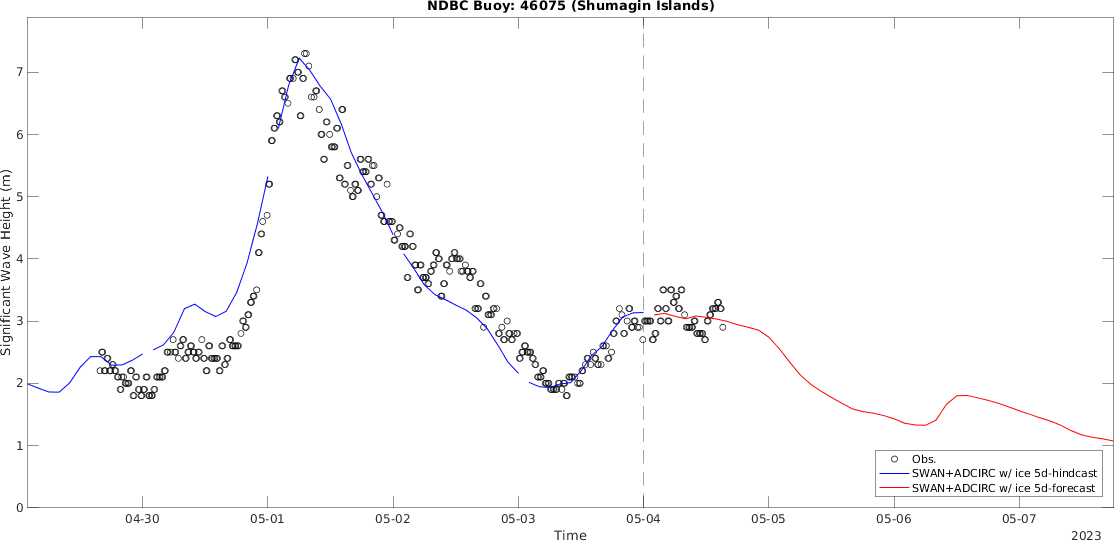 NDBC Buoy: 46075 (Shumagin Islands)
Significant Wave Height (m)
7
6
5
4
3
2
1
0
Obs.
SWAN+ADCIRC w/ ice 5d-hindcast
SWAN+ADCIRC w/ ice 5d-forecast
04-30 05-01 05-02 05-03 05-04 05-05 05-06 05-07
Time
2023